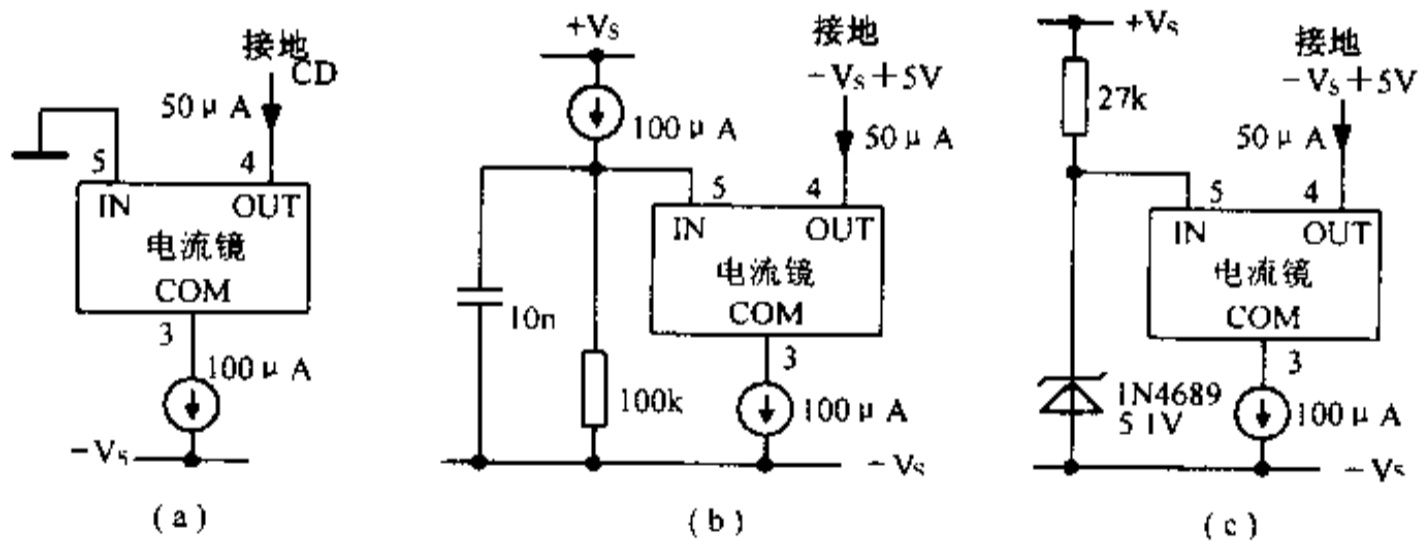 接地
CD
50μA
5
4
IN
OUT
电流镜
COM
3
100μA
-Vs
(a)
+Vs
接地
-Vs+5V
100μA
50μA
5
4
IN
OUT
电流镜
COM
10n
3
100k
100μA
-Vs
(b)
+Vs
接地
-Vs+5V
27k
50μA
5
4
IN
OUT
电流镜
COM
3
1N4689
5 1V
100μA
-Vs
(c)